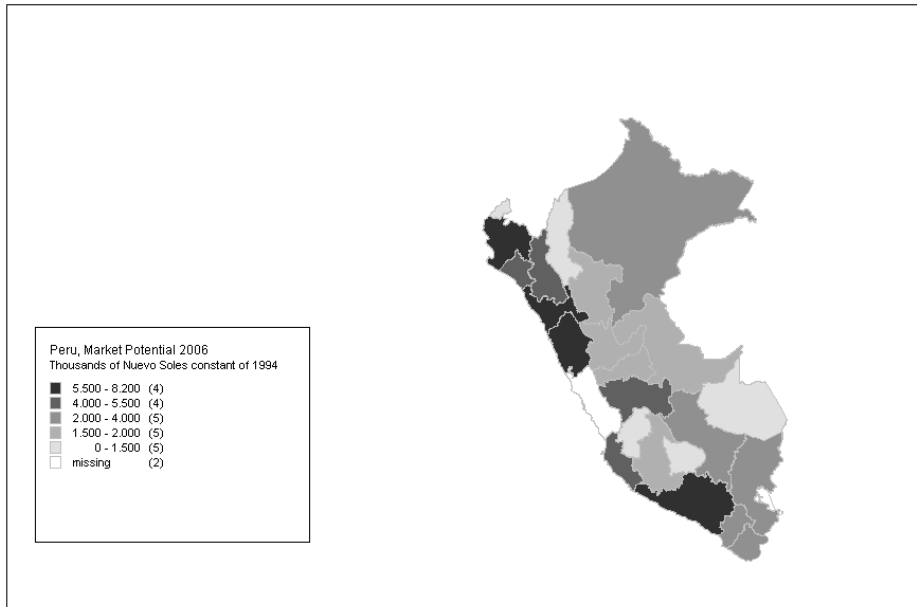 Peru, Market Potential 2006
Thousands of Nuevo Soles constant of 1994
5.500 - 8.200 (4)
4.000 - 5.500 (4)
2.000 - 4.000 (5)
1.500 - 2.000 (5)
0 - 1.500 (5)
missing (2)